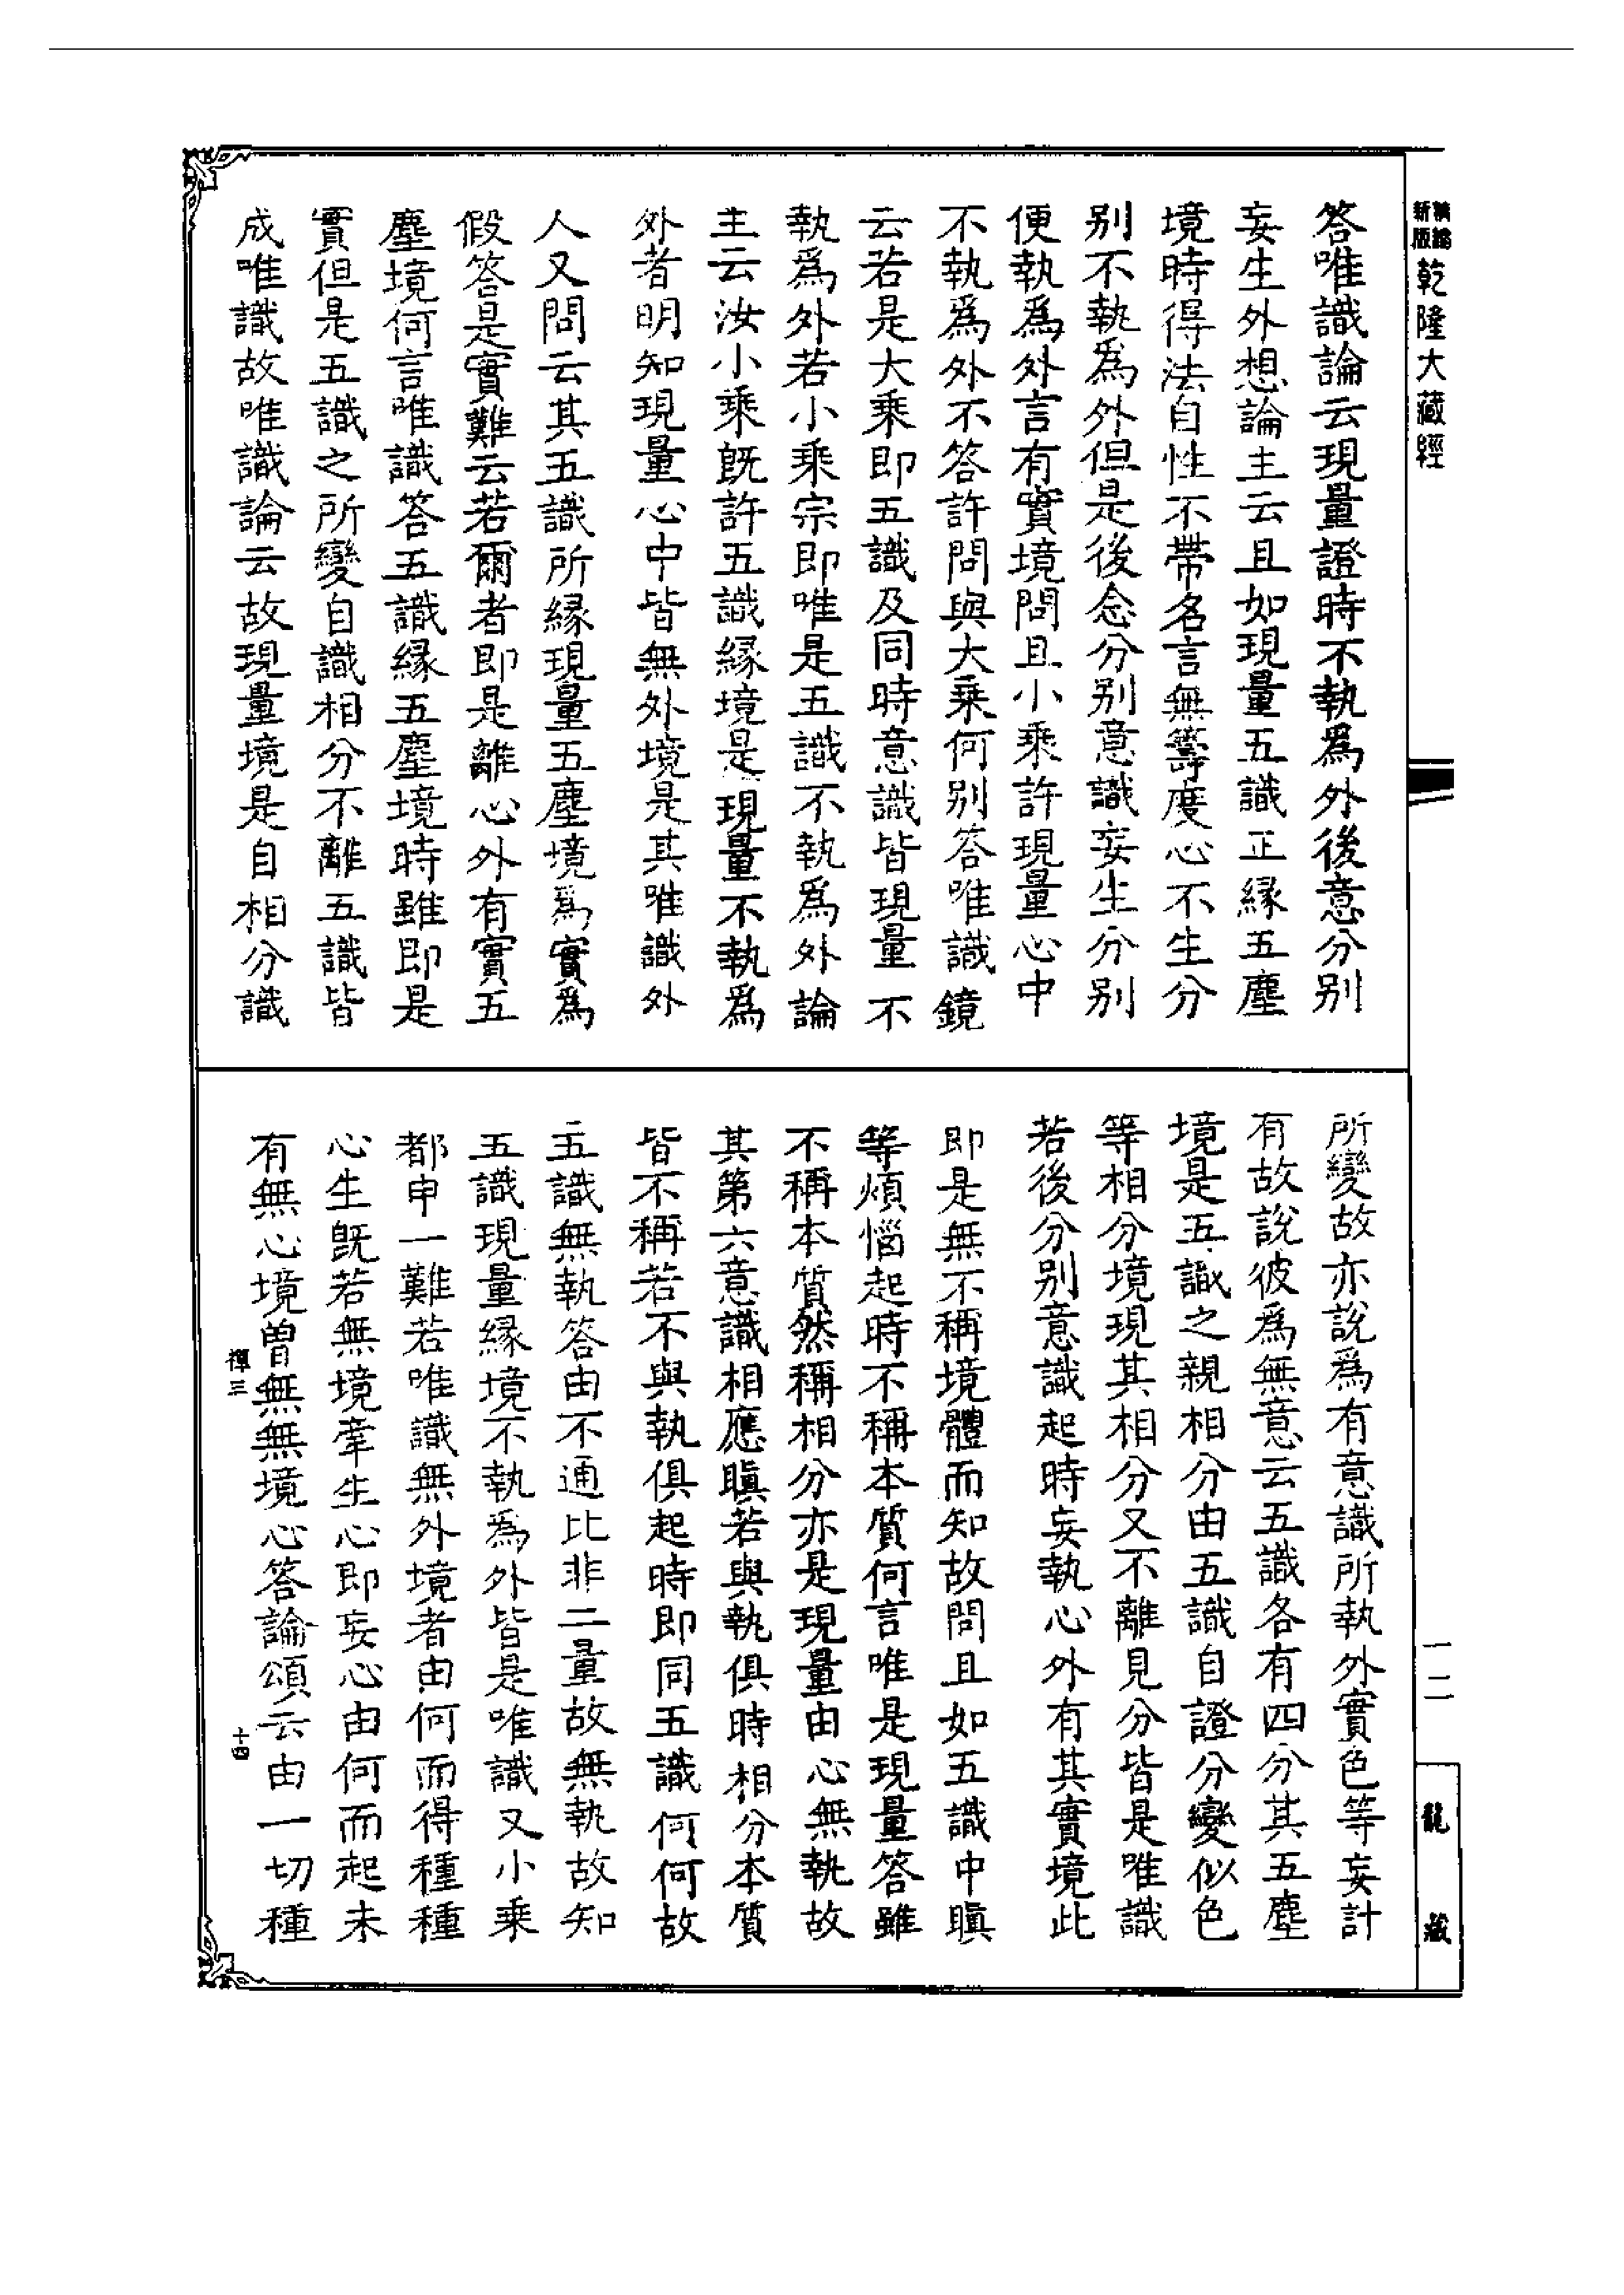 新編
新版
乾隆大藏經
答唯識論云現量證時不執爲外後意分別
妄生外想論主云且如現量五識正緣五塵
境時得法自性不帶名言無籌度心不生分
別不執爲外但是後念分別意識妄生分別
便執爲外言有實境問且小乘許現量心中
不執爲外不答許問與大乘何別答唯識鏡
云若是大乘即五識及同時意識皆現量不
執爲外若小乘宗即唯是五識不執爲外論
主云汝小乘旣許五識緣境是現量不執爲
外者明知現量心中皆無外境是其唯識外
人又問云其五識所緣現量五塵境爲實爲
假答是實難云若爾者即是離心外有實五
塵境何言唯識答五識緣五塵境時雖即是
實但是五識之所變自識相分不離五識皆
成唯識故唯識論云故現量境是自相分識
所變故亦說爲有意識所執外實色等妄計
有故說彼爲無意云五識各有四分其五塵
境是五識之親相分由五識自證分變似色
等相分境現其相分又不離見分皆是唯識
若後分別意識起時妄執心外有其實境此
即是無不稱境體而知故問且如五識中瞋
等煩惱起時不稱本質何言唯是現量答雖
不稱本質然稱相分亦是現量由心無執故
其第六意識相應瞋若與執俱時相分本質
皆不稱若不與執俱起時即同五識何何故
五識無執答由不通比非二量故無執故知
五識現量緣境不執爲外皆是唯識又小乘
都申一難若唯識無外境者由何而得種種
心生旣若無境牽生心即妄心由何而起未
有無心境曾無無境心答論頌云由一切種
禪三
十四
一二
龍
藏